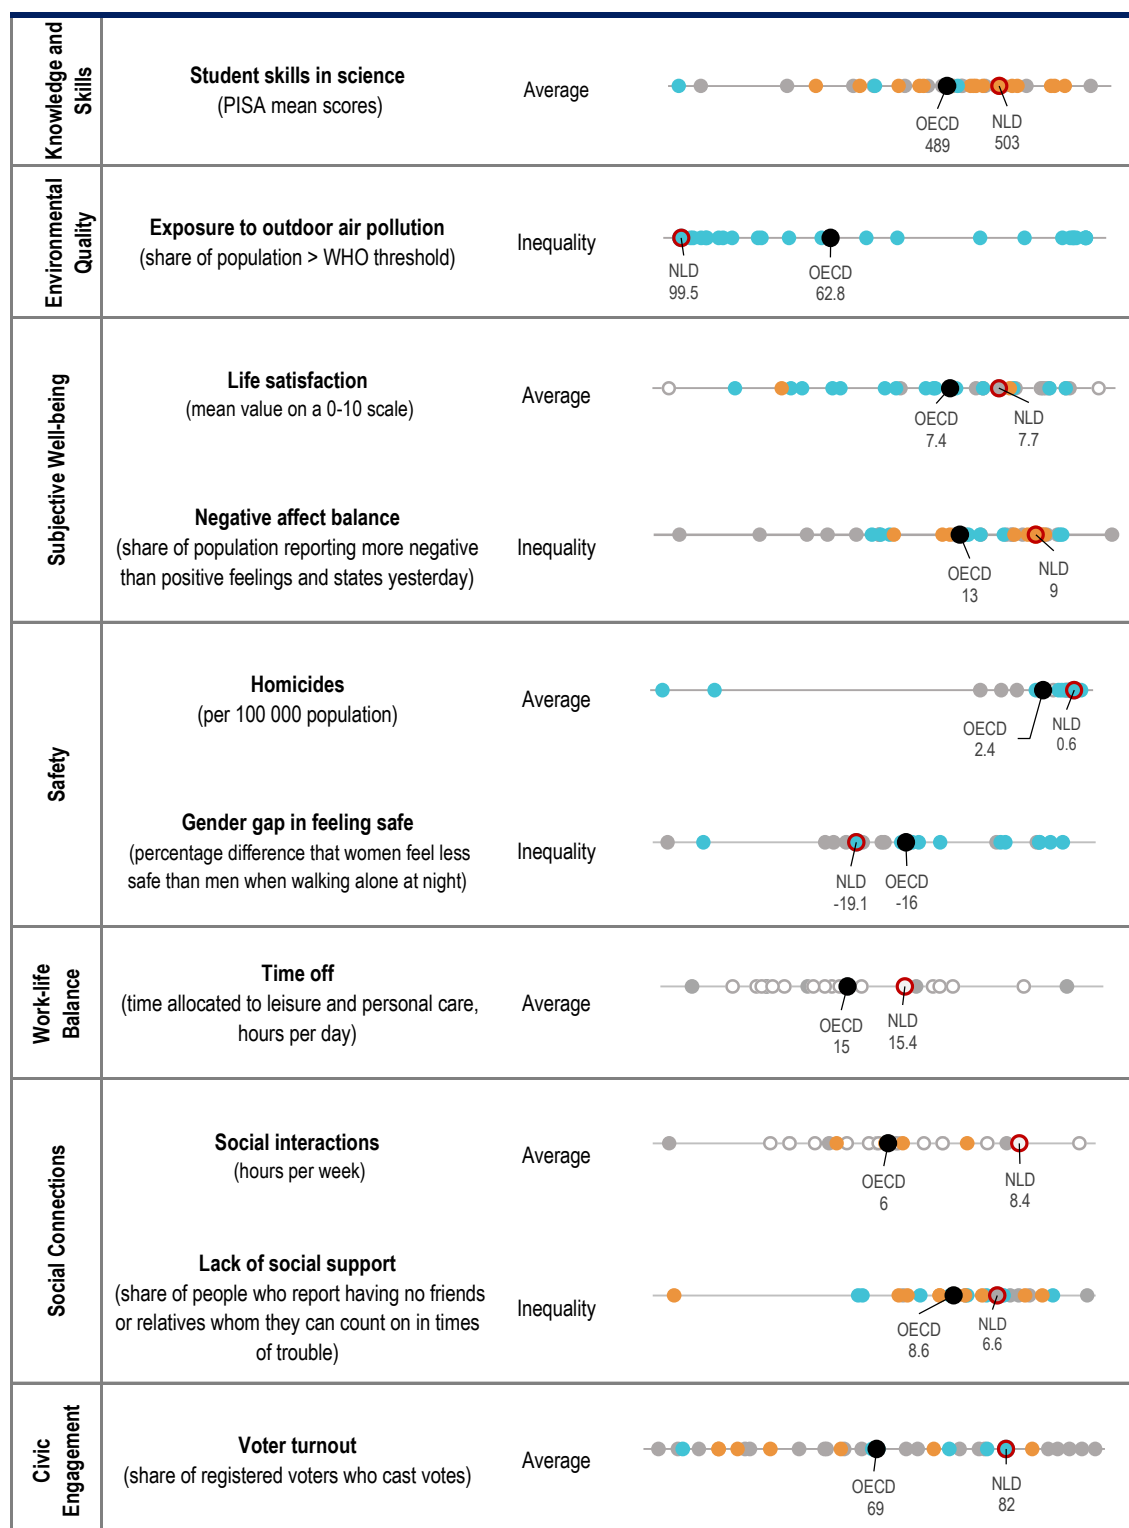 Knowledge and
Skills
Student skills in science
(PISA mean scores)
Average
OECD
489
NLD
503
Environmental
Quality
Exposure to outdoor air pollution
(share of population > WHO threshold)
Inequality
NLD
99.5
OECD
62.8
Subjective Well-being
Life satisfaction
(mean value on a 0-10 scale)
Average
OECD
7.4
NLD
7.7
Negative affect balance
(share of population reporting more negative
than positive feelings and states yesterday)
Inequality
OECD
13
NLD
9
Safety
Homicides
(per 100 000 population)
Average
OECD
2.4
NLD
0.6
Gender gap in feeling safe
(percentage difference that women feel less
safe than men when walking alone at night)
Inequality
NLD
-19.1
OECD
-16
Work-life
Balance
Time off
(time allocated to leisure and personal care,
hours per day)
Average
OECD
15
NLD
15.4
Social Connections
Social interactions
(hours per week)
Average
OECD
6
NLD
8.4
Lack of social support
(share of people who report having no friends
or relatives whom they can count on in times
of trouble)
Inequality
OECD
8.6
NLD
6.6
Civic
Engagement
Voter turnout
(share of registered voters who cast votes)
Average
OECD
69
NLD
82